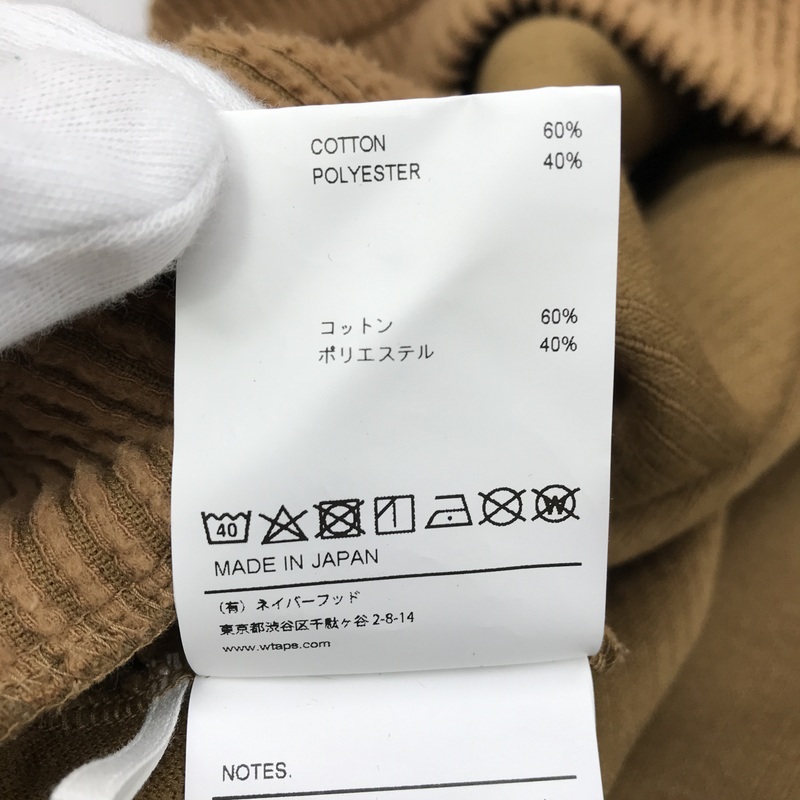 COTTON 60%
POLYESTER 40%
コットン 60%
ポリエステル 40%
40 W
MADE IN JAPAN
(有) ネイバーフッド
東京都渋谷区千駄ヶ谷 2-8-14
www.wtaps.com
NOTES.